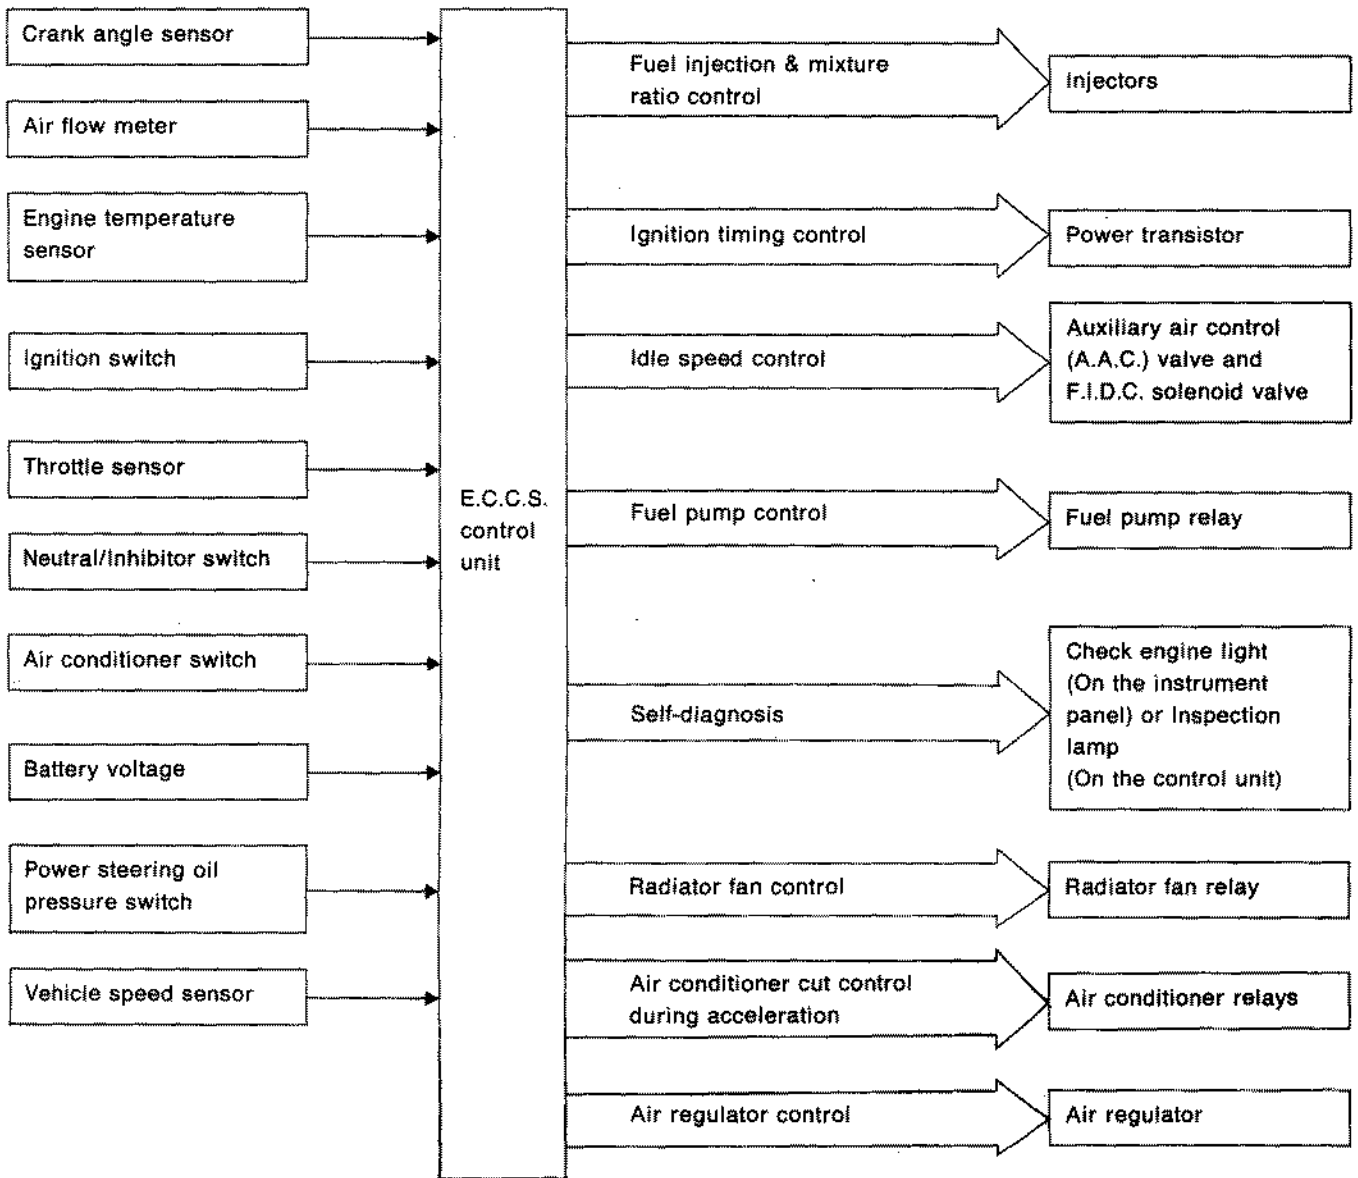 Crank angle sensor
Air flow meter
Engine temperature
sensor
Ignition switch
Throttle sensor
Neutral/Inhibitor switch
Air conditioner switch
Battery voltage
Power steering oil
pressure switch
Vehicle speed sensor
E.C.C.S.
control
unit
Fuel injection & mixture
ratio control
Injectors
Ignition timing control
Power transistor
Idle speed control
Auxiliary air control
(A.A.C.) valve and
F.I.D.C. solenoid valve
Fuel pump control
Fuel pump relay
Self-diagnosis
Check engine light
(On the instrument
panel) or Inspection
lamp
(On the control unit)
Radiator fan control
Radiator fan relay
Air conditioner cut control
during acceleration
Air conditioner relays
Air regulator control
Air regulator